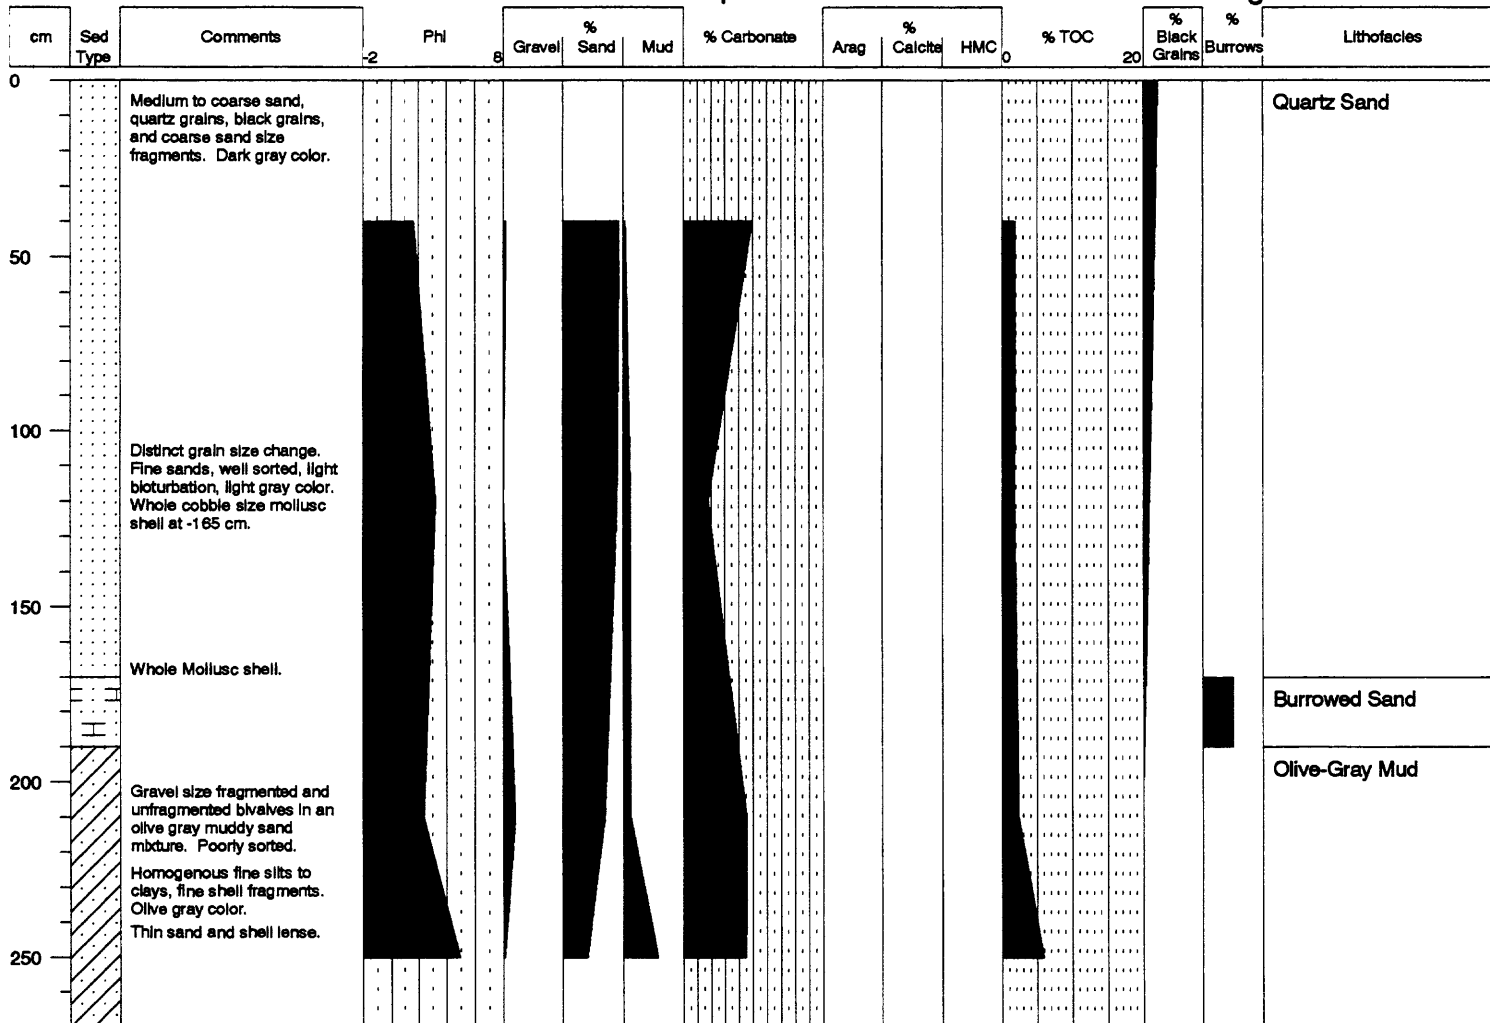 cm
Sed
Type
Comments
Phi
-2 8
%
Gravel Sand Mud
% Carbonate
%
Arag Calcite HMC
% TOC
0 20
%
Black
Grains
%
Burrows
Lithofacies
0
Medium to coarse sand,
quartz grains, black grains,
and coarse sand size
fragments. Dark gray color.
Quartz Sand
50
100
Distinct grain size change.
Fine sands, well sorted, light
bioturbation, light gray color.
Whole cobble size mollusc
shell at -165 cm.
150
Whole Mollusc shell.
Burrowed Sand
Olive-Gray Mud
200
Gravel size fragmented and
unfragmented bivalves in an
olive gray muddy sand
mixture. Poorly sorted.
Homogenous fine silts to
clays, fine shell fragments.
Olive gray color.
Thin sand and shell lense.
250